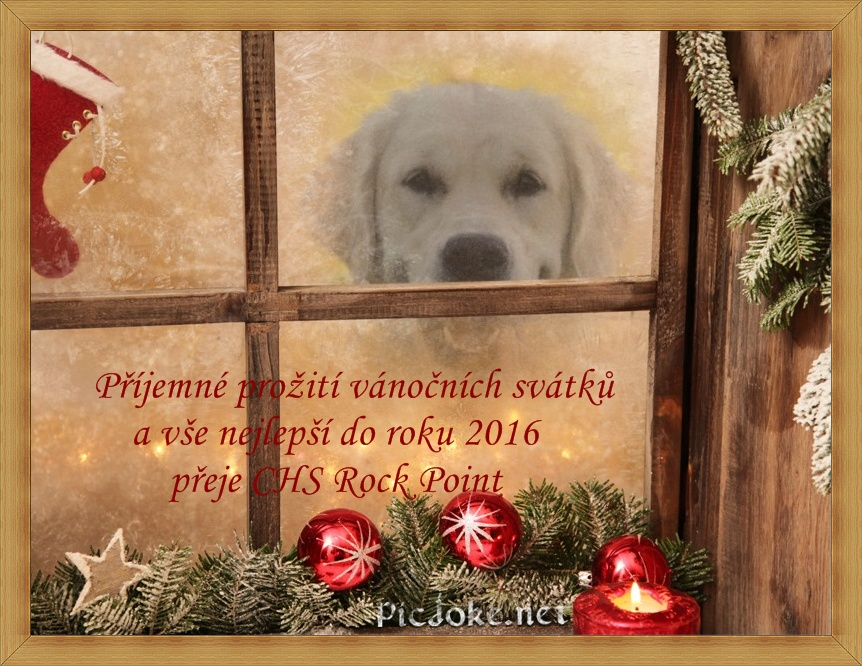 Příjemné prožití vánočních svátků
a vše nejlepší do roku 2016
přeje CHS Rock Point
PicJoke.net